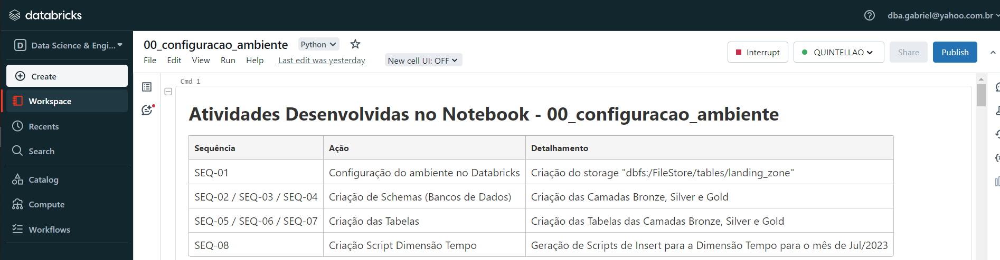 databricks
dba.gabriel@yahoo.com.br
D Data Science & Engi...
Create
Workspace
Recents
Search
Catalog
Compute
Workflows
00_configuracao_ambiente Python
File Edit View Run Help Last edit was yesterday New cell UI: OFF
Interrupt QUINTELLAO Share Publish
Cmd 1
Atividades Desenvolvidas no Notebook - 00_configuracao_ambiente
Sequência Ação Detalhamento
SEQ-01 Configuração do ambiente no Databricks Criação do storage "dbfs:/FileStore/tables/landing_zone"
SEQ-02 / SEQ-03 / SEQ-04 Criação de Schemas (Bancos de Dados) Criação das Camadas Bronze, Silver e Gold
SEQ-05 / SEQ-06 / SEQ-07 Criação das Tabelas Criação das Tabelas das Camadas Bronze, Silver e Gold
SEQ-08 Criação Script Dimensão Tempo Geração de Scripts de Insert para a Dimensão Tempo para o mês de Jul/2023